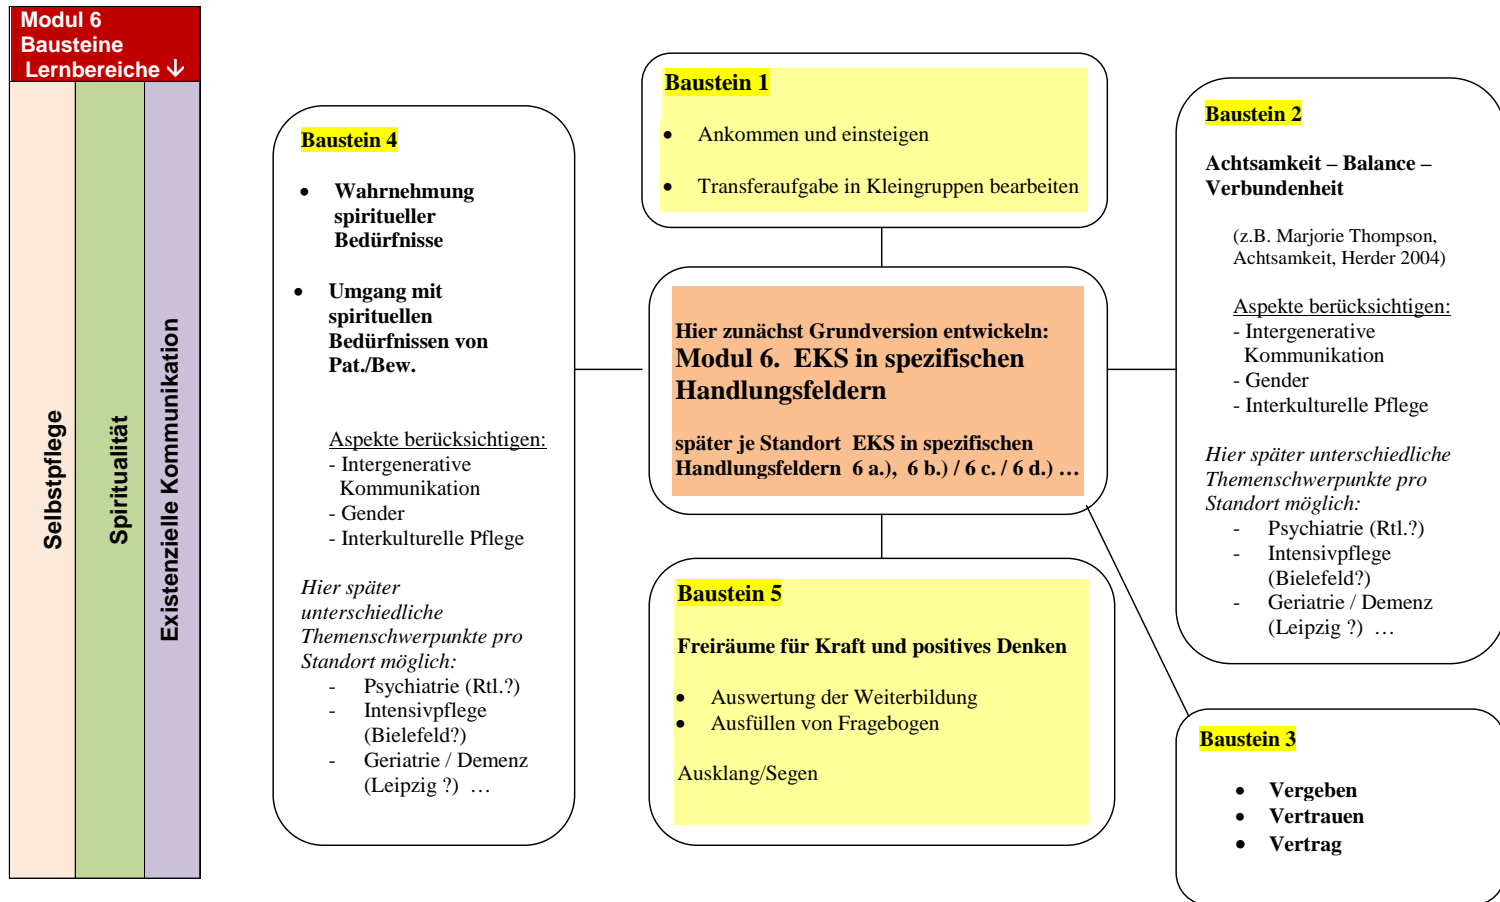 Modul 6
Bausteine
Lernbereiche ↓
Selbstpflege
Spiritualität
Existenzielle Kommunikation
Baustein 4
• Wahrnehmung
spiritueller
Bedürfnisse
• Umgang mit
spirituellen
Bedürfnissen von
Pat./Bew.
Aspekte berücksichtigen:
- Intergenerative
Kommunikation
- Gender
- Interkulturelle Pflege
Hier später
unterschiedliche
Themenschwerpunkte pro
Standort möglich:
- Psychiatrie (Rtl.?)
- Intensivpflege
(Bielefeld?)
- Geriatrie / Demenz
(Leipzig ?) …
Baustein 1
• Ankommen und einsteigen
• Transferaufgabe in Kleingruppen bearbeiten
Hier zunächst Grundversion entwickeln:
Modul 6. EKS in spezifischen
Handlungsfeldern
später je Standort EKS in spezifischen
Handlungsfeldern 6 a.), 6 b.) / 6 c. / 6 d.) …
Baustein 5
Freiräume für Kraft und positives Denken
• Auswertung der Weiterbildung
• Ausfüllen von Fragebogen
Ausklang/Segen
Baustein 2
Achtsamkeit – Balance –
Verbundenheit
(z.B. Marjorie Thompson,
Achtsamkeit, Herder 2004)
Aspekte berücksichtigen:
- Intergenerative
Kommunikation
- Gender
- Interkulturelle Pflege
Hier später unterschiedliche
Themenschwerpunkte pro
Standort möglich:
- Psychiatrie (Rtl.?)
- Intensivpflege
(Bielefeld?)
- Geriatrie / Demenz
(Leipzig ?) …
Baustein 3
• Vergeben
• Vertrauen
• Vertrag